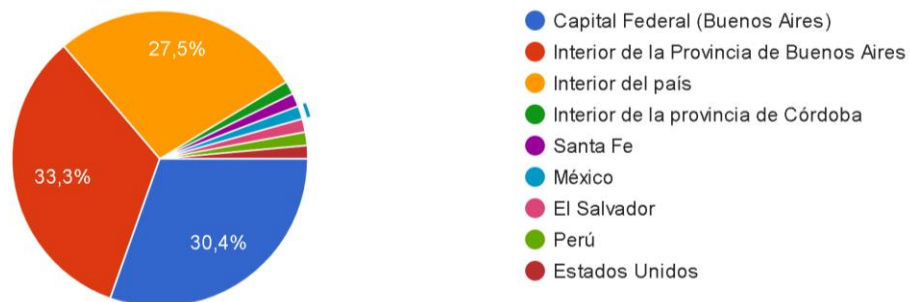 27,5%
33,3%
30,4%
Capital Federal (Buenos Aires)
Interior de la Provincia de Buenos Aires
Interior del país
Interior de la provincia de Córdoba
Santa Fe
México
El Salvador
Perú
Estados Unidos